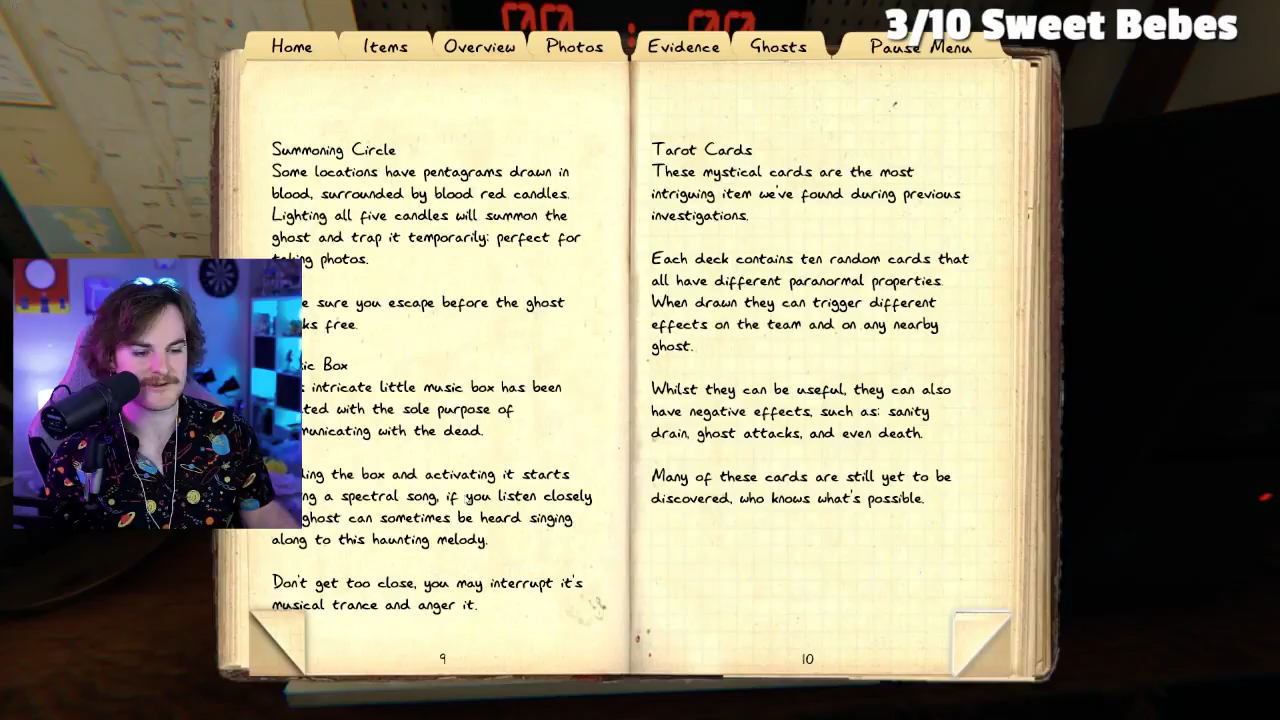 3/10 Sweet Bebes
Home
Items
Overview
Photos
Evidence
Ghosts
Pause Menu
Summoning Circle
Some locations have pentagrams drawn in
blood, surrounded by blood red candles.
Lighting all five candles will summon the
ghost and trap it temporarily: perfect for
photos.
sure you escape before the ghost
free.
Box
intricate little music box has been
with the sole purpose of
with the dead.
the box and activating it starts
a spectral song, if you listen closely
ghost can sometimes be heard singing
along to this haunting melody.
Don't get too close, you may interrupt it's
musical trance and anger it.
9
Tarot Cards
These mystical cards are the most
intriguing item we've found during previous
investigations.
Each deck contains ten random cards that
all have different paranormal properties.
When drawn they can trigger different
effects on the team and on any nearby
ghost.
Whilst they can be useful, they can also
have negative effects, such as: sanity
drain, ghost attacks, and even death.
Many of these cards are still yet to be
discovered, who knows what's possible.
10